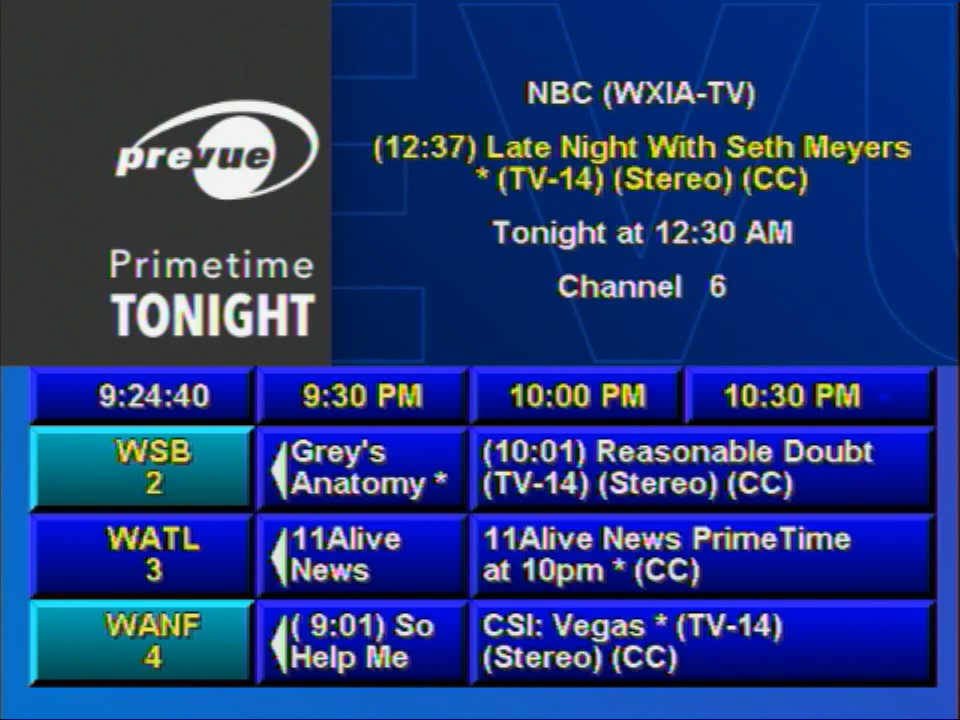 prevue
Primetime
TONIGHT
NBC (WXIA-TV)
(12:37) Late Night With Seth Meyers
* (TV-14) (Stereo) (CC)
Tonight at 12:30 AM
Channel 6
9:24:40
9:30 PM
10:00 PM
10:30 PM
WSB
2
Grey's
Anatomy *
(10:01) Reasonable Doubt
(TV-14) (Stereo) (CC)
WATL
3
11Alive
News
11Alive News PrimeTime
at 10pm * (CC)
WANF
4
( 9:01) So
Help Me
CSI: Vegas * (TV-14)
(Stereo) (CC)